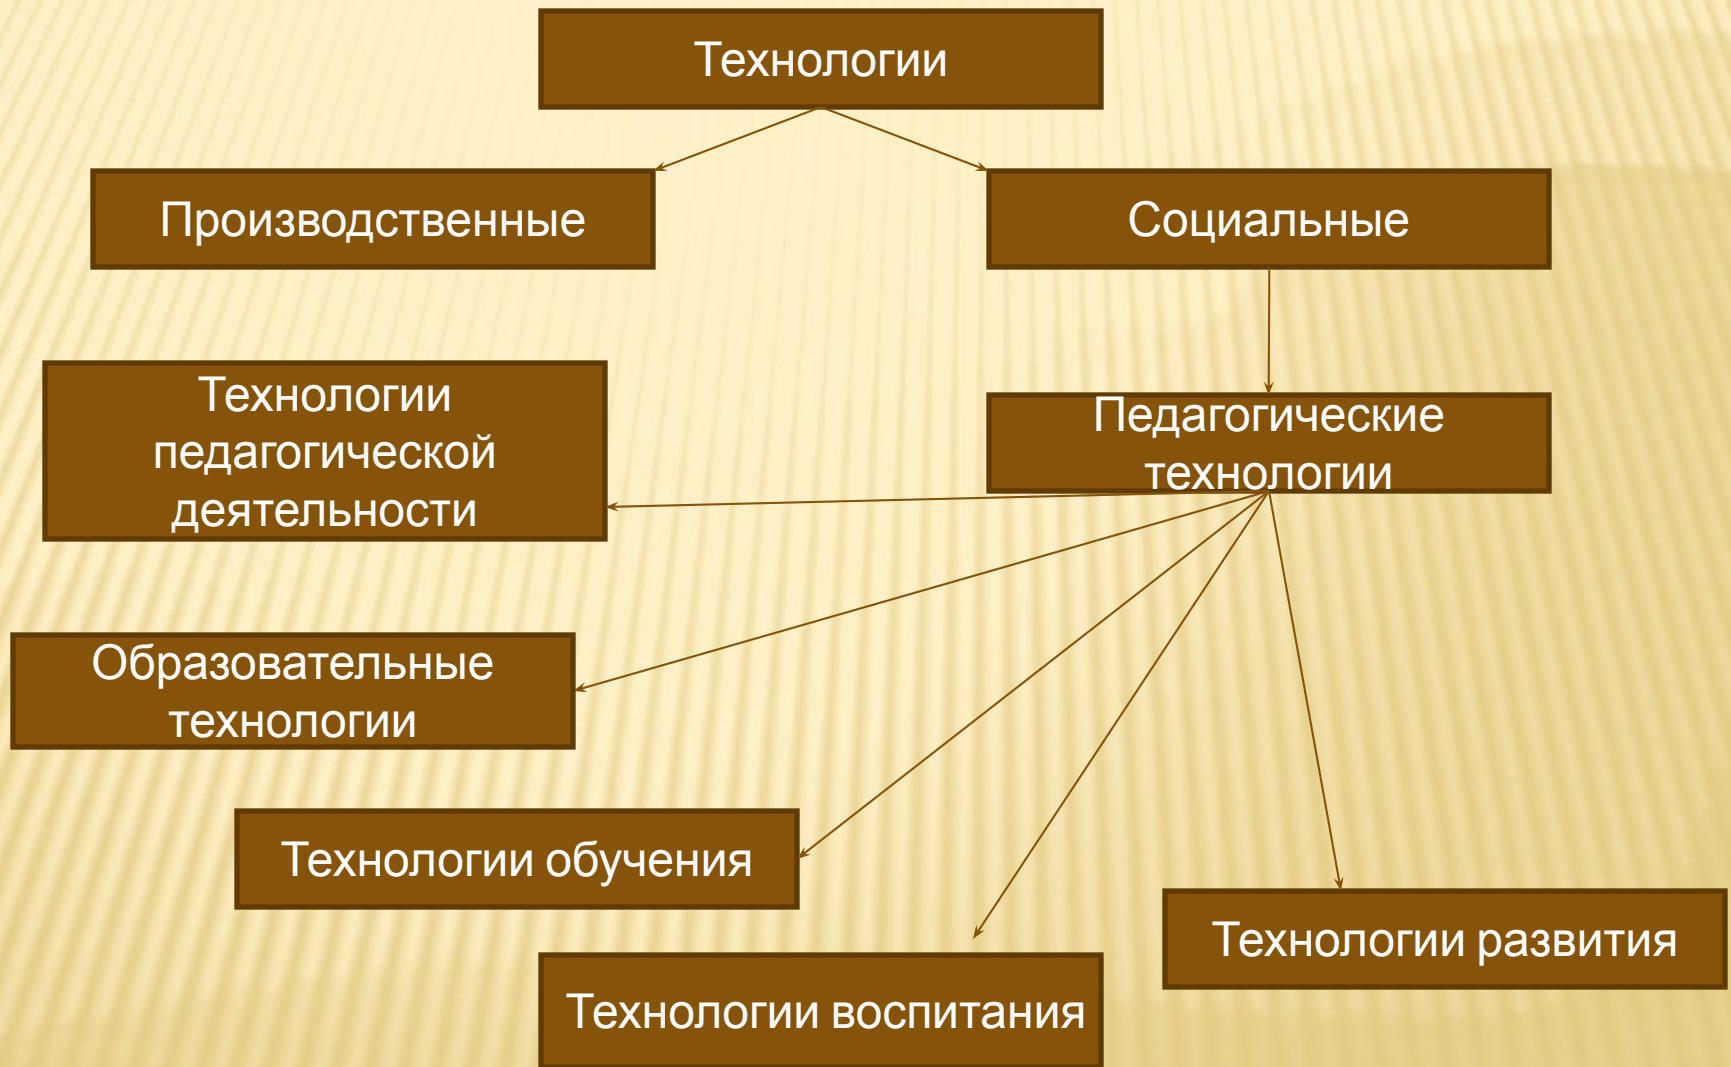 Технологии
Производственные
Социальные
Технологии
педагогической
деятельности
Педагогические
технологии
Образовательные
технологии
Технологии обучения
Технологии развития
Технологии воспитания